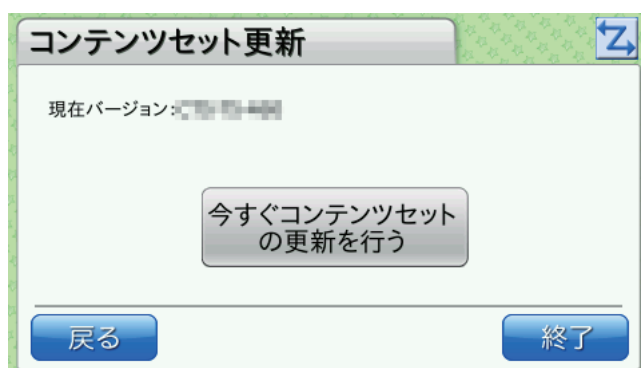 コンテンツセット更新
Z
現在バージョン:
今すぐコンテンツセット
の更新を行う
戻る
終了